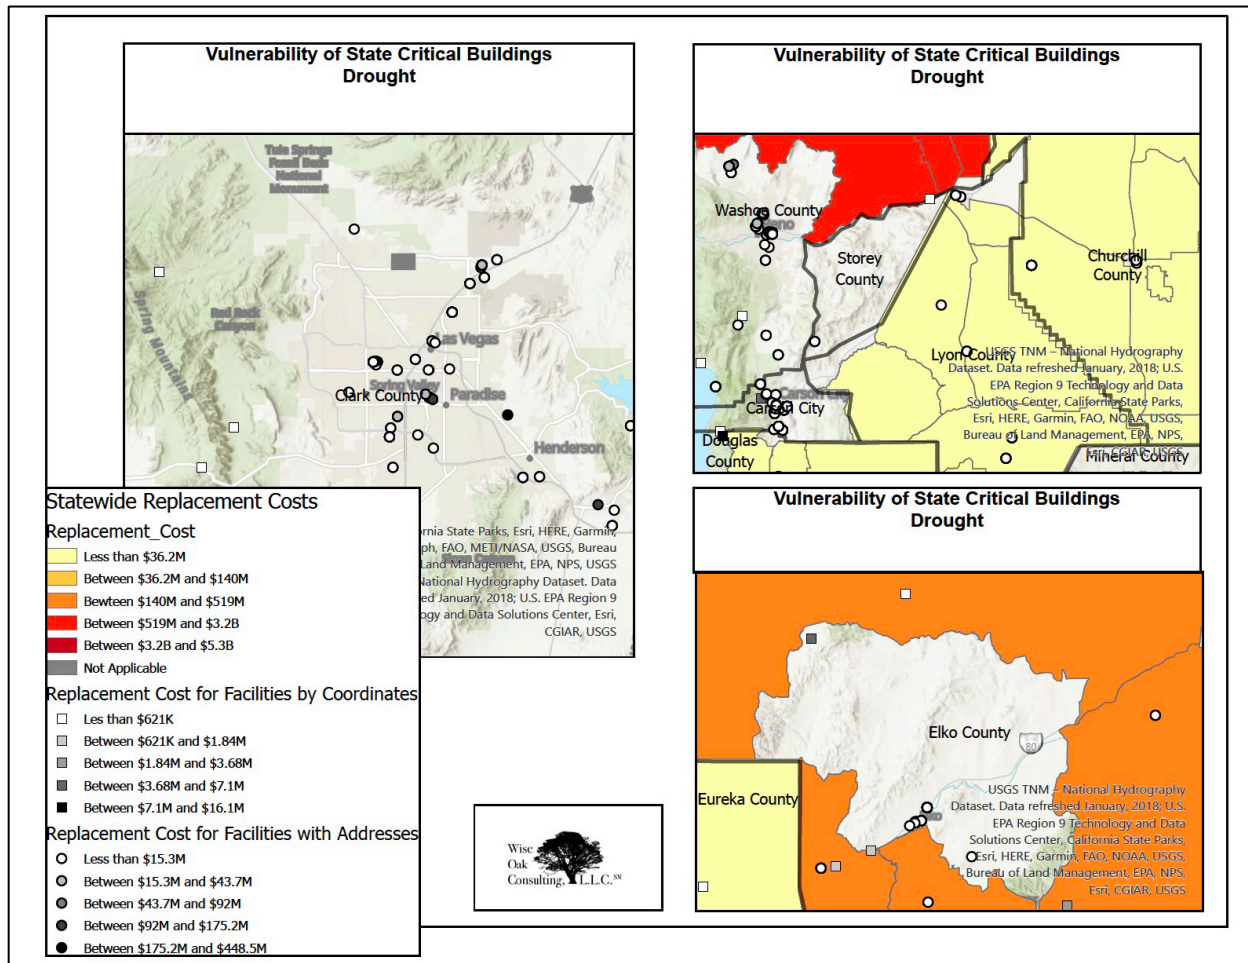 Vulnerability of State Critical Buildings
Drought
Tule Springs
Fossil Beds
National
Monument
Red Rock
Canyon
Spring Mountains
Las Vegas
Spring Valley
Clark County
Paradise
Henderson
rnia State Parks, Esri, HERE, Garmin,
ph, FAO, METI/NASA, USGS, Bureau
Land Management, EPA, NPS, USGS
National Hydrography Dataset. Data
ed January, 2018; U.S. EPA Region 9
ogy and Data Solutions Center, Esri,
CGIAR, USGS
Statewide Replacement Costs
Replacement_Cost
Less than $36.2M
Between $36.2M and $140M
Bewteen $140M and $519M
Between $519M and $3.2B
Between $3.2B and $5.3B
Not Applicable
Replacement Cost for Facilities by Coordinates
Les than $621K
Between $621K and $1.84M
Between $1.84M and $3.68M
Between $3.68M and $7.1M
Between $7.1M and $16.1M
Replacement Cost for Facilities with Addresses
Less than $15.3M
Between $15.3M and $43.7M
Between $43.7M and $92M
Between $92M and $175.2M
Between $175.2M and $448.5M
Wise
Oak
Consulting, L.L.C. SM
Vulnerability of State Critical Buildings
Drought
Washoe County
Reno
Storey
County
Churchill
County
Lyon County
Carson City
Douglas
County
Mineral County
USGS TNM – National Hydrography
Dataset. Data refreshed January, 2018; U.S.
EPA Region 9 Technology and Data
Solutions Center, California State Parks,
Esri, HERE, Garmin, FAO, NOAA, USGS,
Bureau of Land Management, EPA, NPS,
Esri, CGIAR, USGS
Vulnerability of State Critical Buildings
Drought
Elko County
80
Eureka County
USGS TNM – National Hydrography
Dataset. Data refreshed January, 2018; U.S.
EPA Region 9 Technology and Data
Solutions Center, California State Parks,
Esri, HERE, Garmin, FAO, NOAA, USGS,
Bureau of Land Management, EPA, NPS,
Esri, CGIAR, USGS